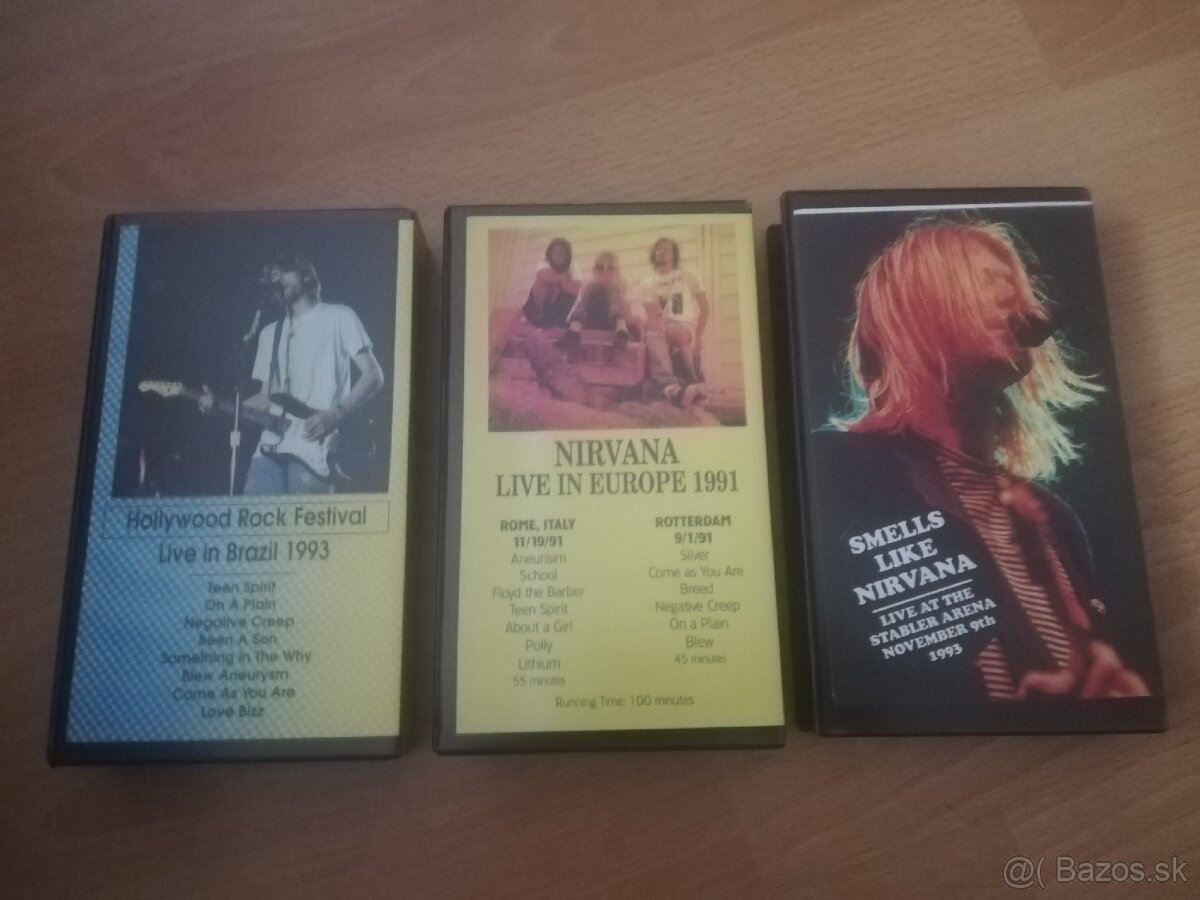 Hollywood Rock Festival
Live in Brazil 1993
Teen Spirit
On A Plain
Negative Creep
Been A Son
Something in The Why
Blew Aneurysm
Come As You Are
Love Bizz
NIRVANA
LIVE IN EUROPE 1991
ROME, ITALY
11/19/91
Aneurisim
School
Floyd the Barber
Teen Spirit
About a Girl
Polly
Lithium
55 minutes
ROTTERDAM
9/1/91
Silver
Come as You Are
Breed
Negative Creep
On a Plain
Blew
45 minutes
Running Time: 100 minutes
SMELLS
LIKE
NIRVANA
LIVE AT THE
STABLER ARENA
NOVEMBER 9th
1993
@( Bazos.sk